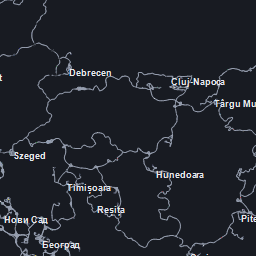 t
Debrecen
Cluj-Napoca
Târgu Mu
Szeged
Hunedoara
Timișoara
Reșița
Нови Сад
Pite
Београд